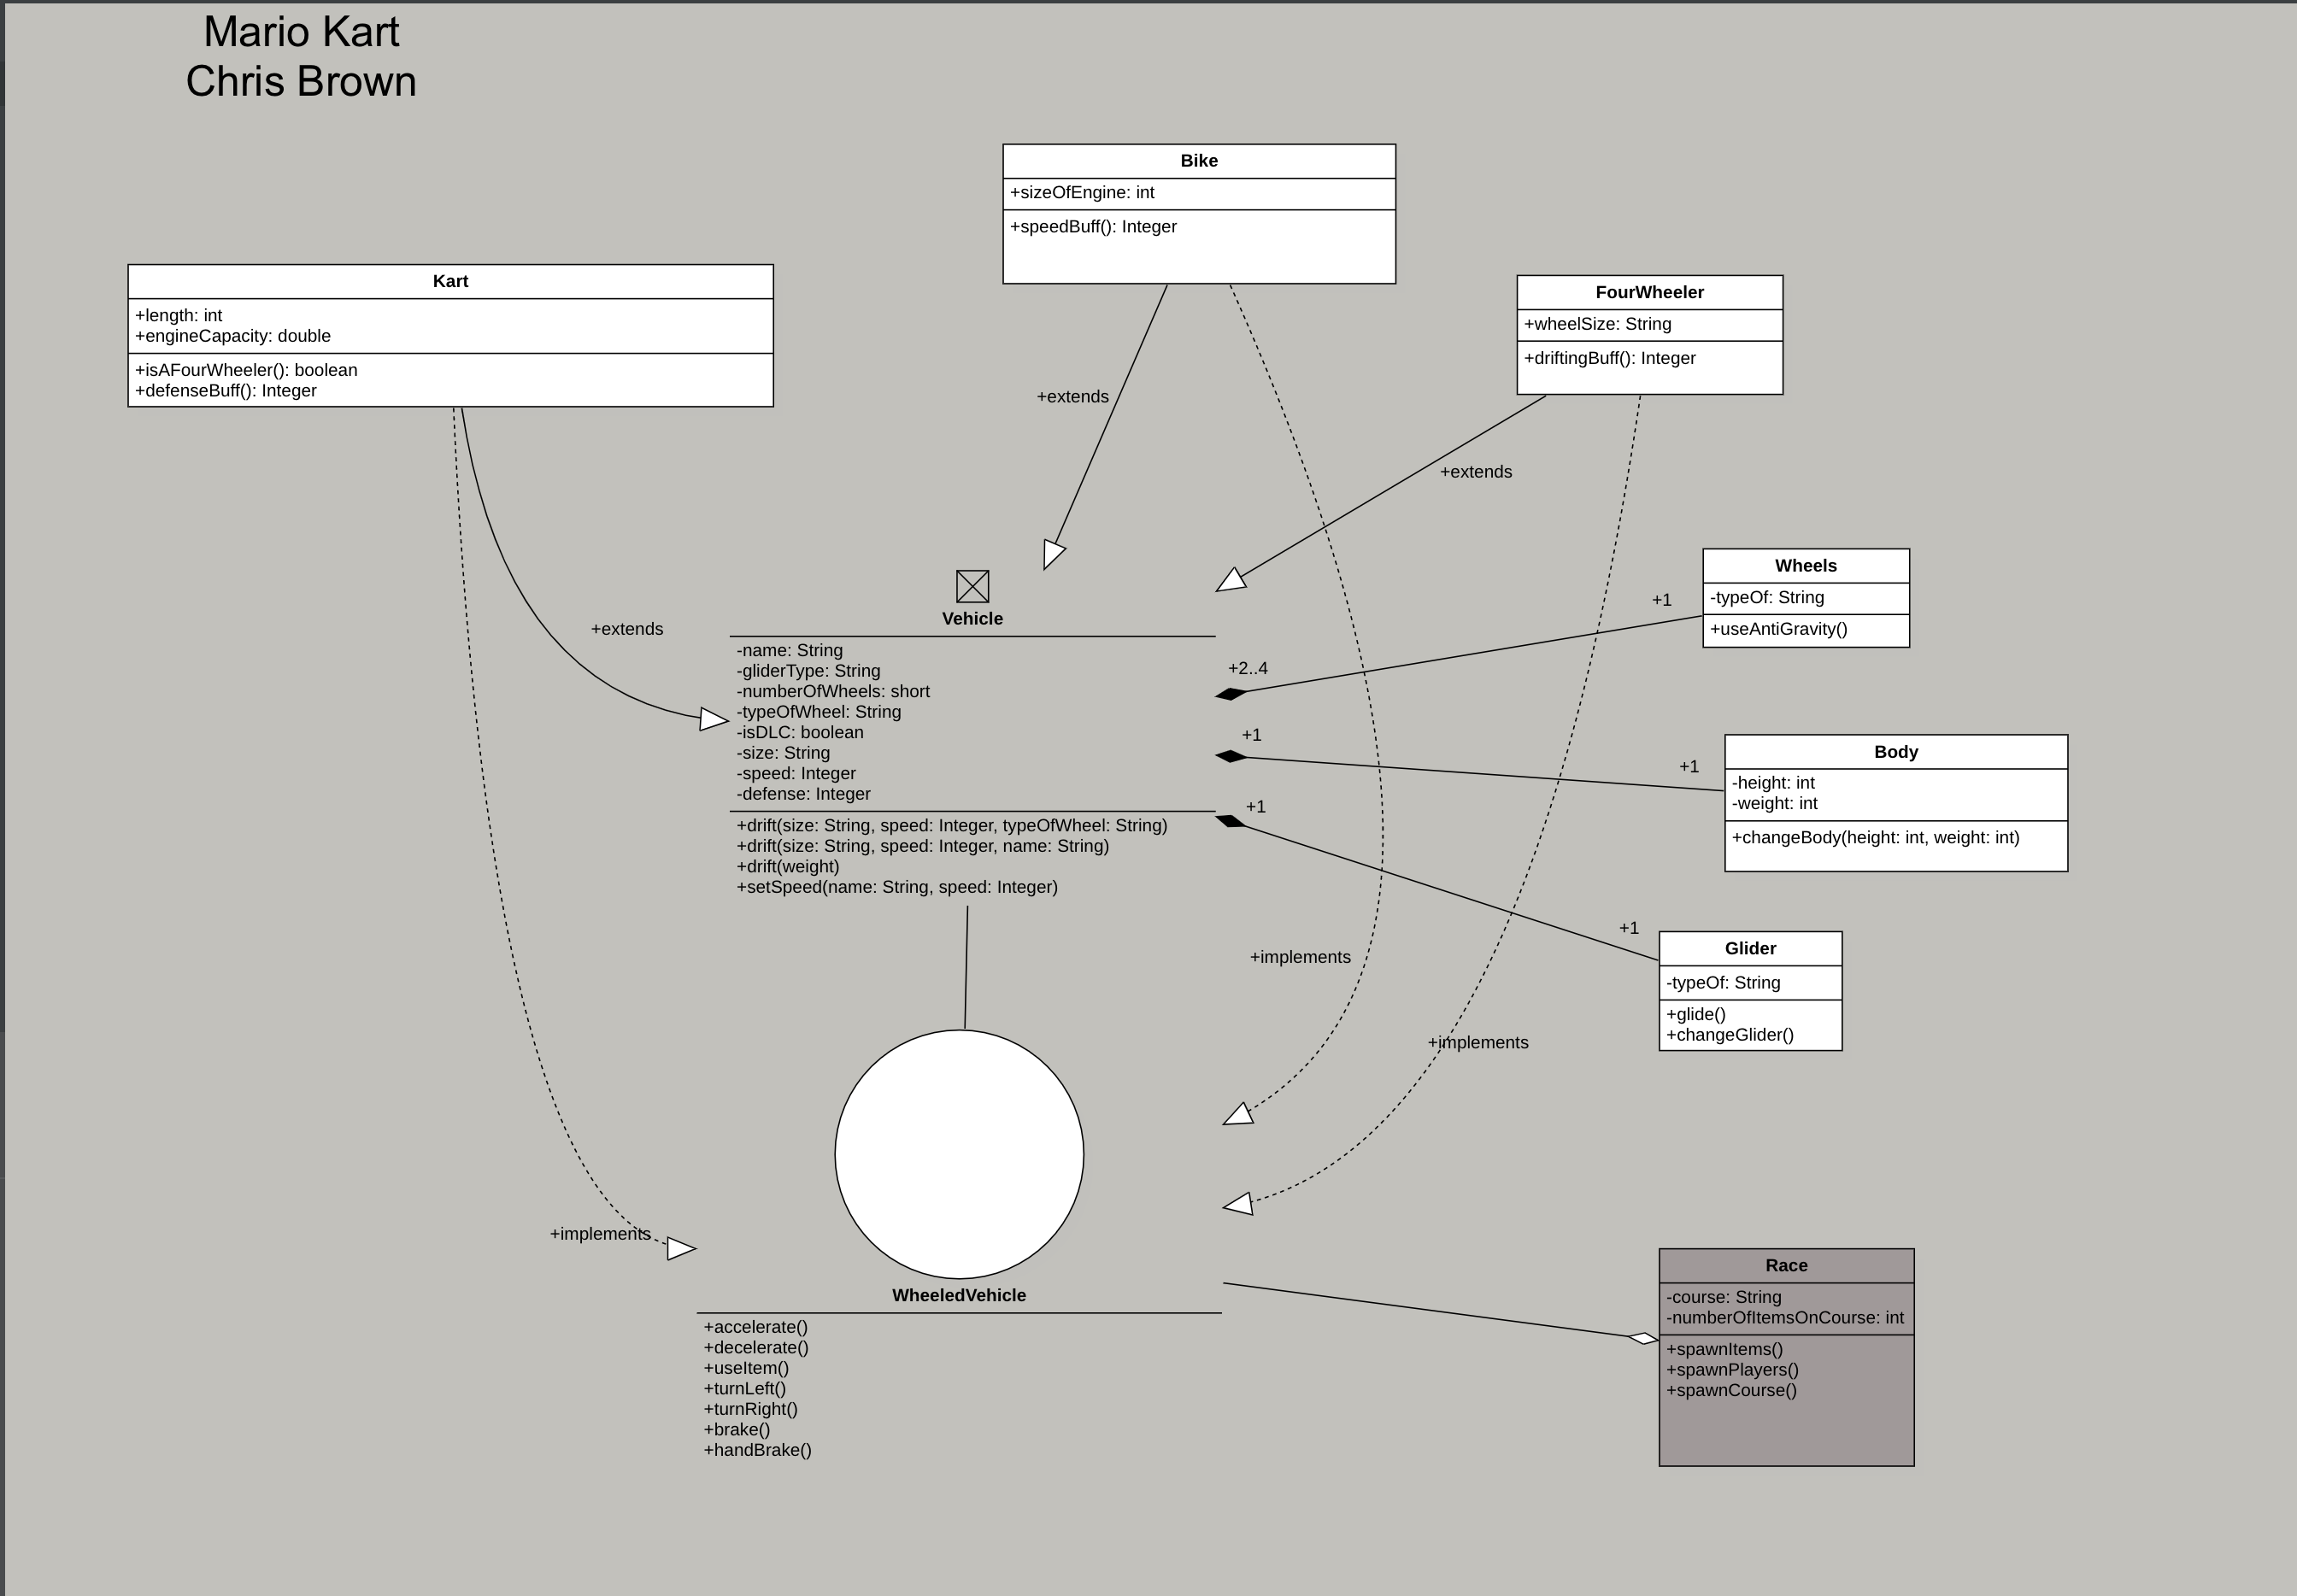 Mario Kart
Chris Brown
Bike
+sizeOfEngine: int
+speedBuff(): Integer
Kart
+length: int
+engineCapacity: double
+isAFourWheeler(): boolean
+defenseBuff(): Integer
FourWheeler
+wheelSize: String
+driftingBuff(): Integer
+extends
+extends
+extends
Wheels
-typeOf: String
+useAntiGravity()
+1
+2..4
Vehicle
-name: String
-gliderType: String
-numberOfWheels: short
-typeOfWheel: String
-isDLC: boolean
-size: String
-speed: Integer
-defense: Integer
+drift(size: String, speed: Integer, typeOfWheel: String)
+drift(size: String, speed: Integer, name: String)
+drift(weight)
+setSpeed(name: String, speed: Integer)
+1
+1
Body
-height: int
-weight: int
+changeBody(height: int, weight: int)
+1
+1
Glider
-typeOf: String
+glide()
+changeGlider()
+implements
+implements
+implements
WheeledVehicle
+accelerate()
+decelerate()
+useItem()
+turnLeft()
+turnRight()
+brake()
+handBrake()
Race
-course: String
-numberOfItemsOnCourse: int
+spawnItems()
+spawnPlayers()
+spawnCourse()